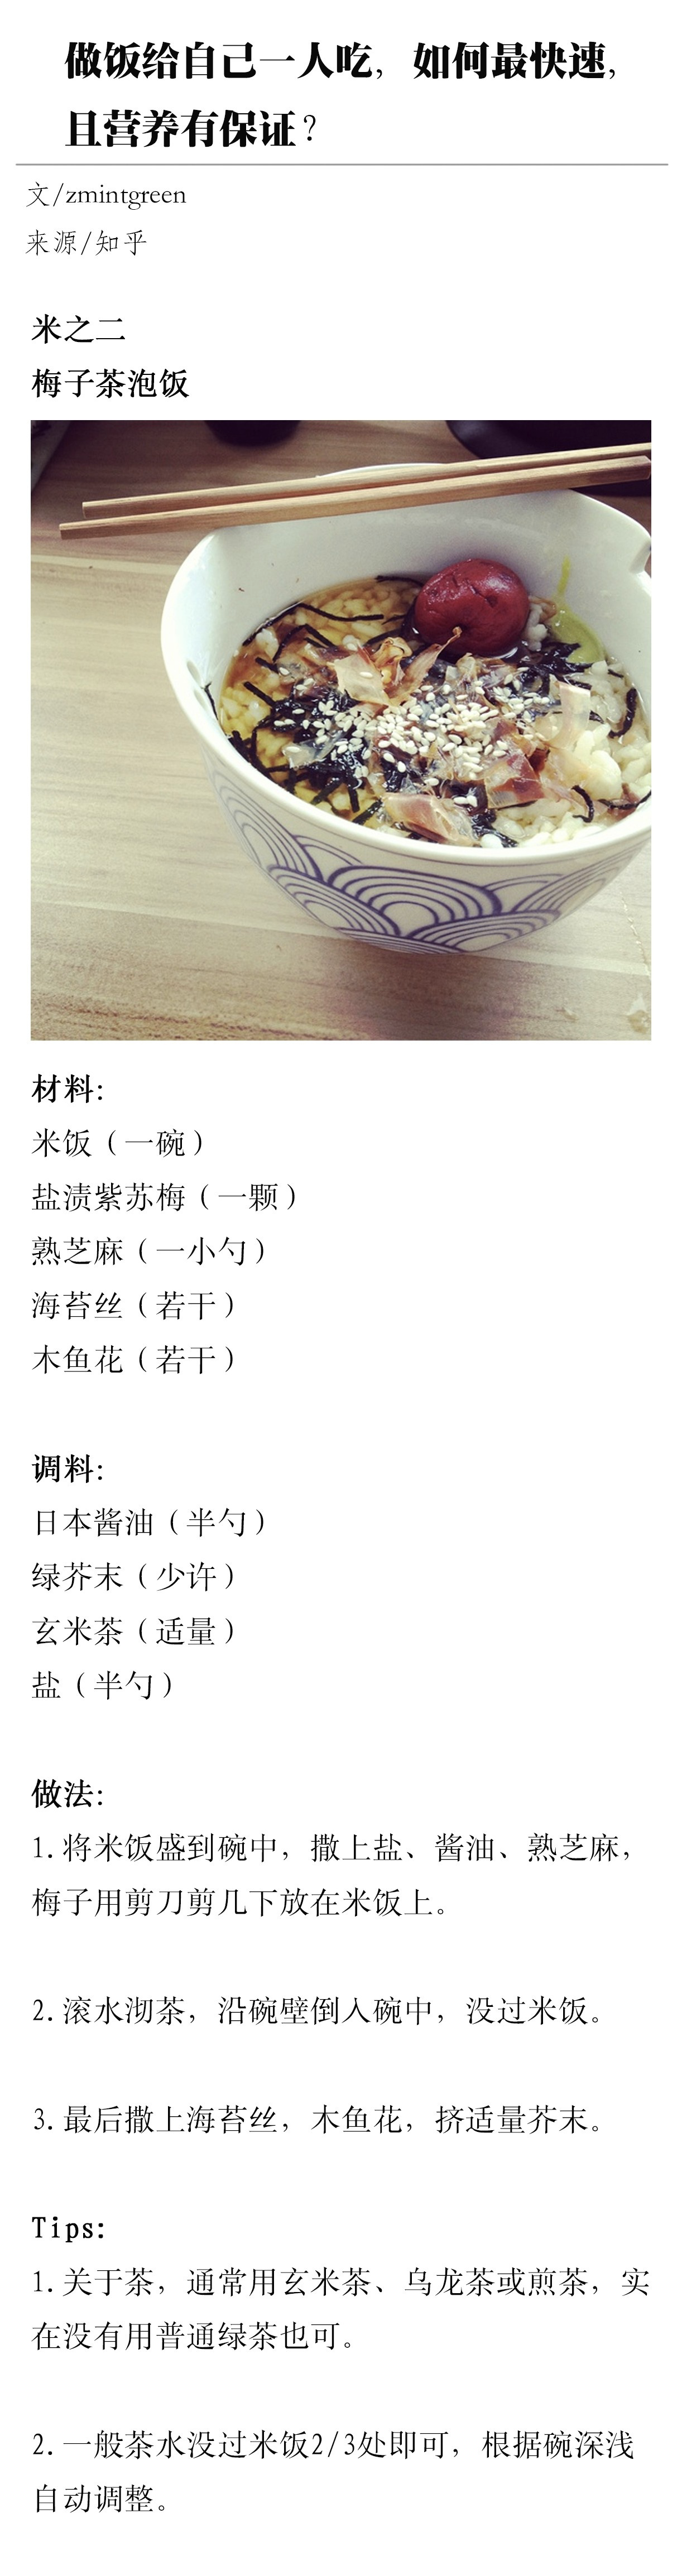 做饭给自己一人吃，如何最快速，
且营养有保证？
文/zmintgreen
来源/知乎
米之二
梅子茶泡饭
材料：
米饭（一碗）
盐渍紫苏梅（一颗）
熟芝麻（一小勺）
海苔丝（若干）
木鱼花（若干）
调料：
日本酱油（半勺）
绿芥末（少许）
玄米茶（适量）
盐（半勺）
做法：
1.将米饭盛到碗中，撒上盐、酱油、熟芝麻，
梅子用剪刀剪几下放在米饭上。
2.滚水沏茶，沿碗壁倒入碗中，没过米饭。
3.最后撒上海苔丝，木鱼花，挤适量芥末。
Tips:
1.关于茶，通常用玄米茶、乌龙茶或煎茶，实
在没有用普通绿茶也可。
2.一般茶水没过米饭2/3处即可，根据碗深浅
自动调整。